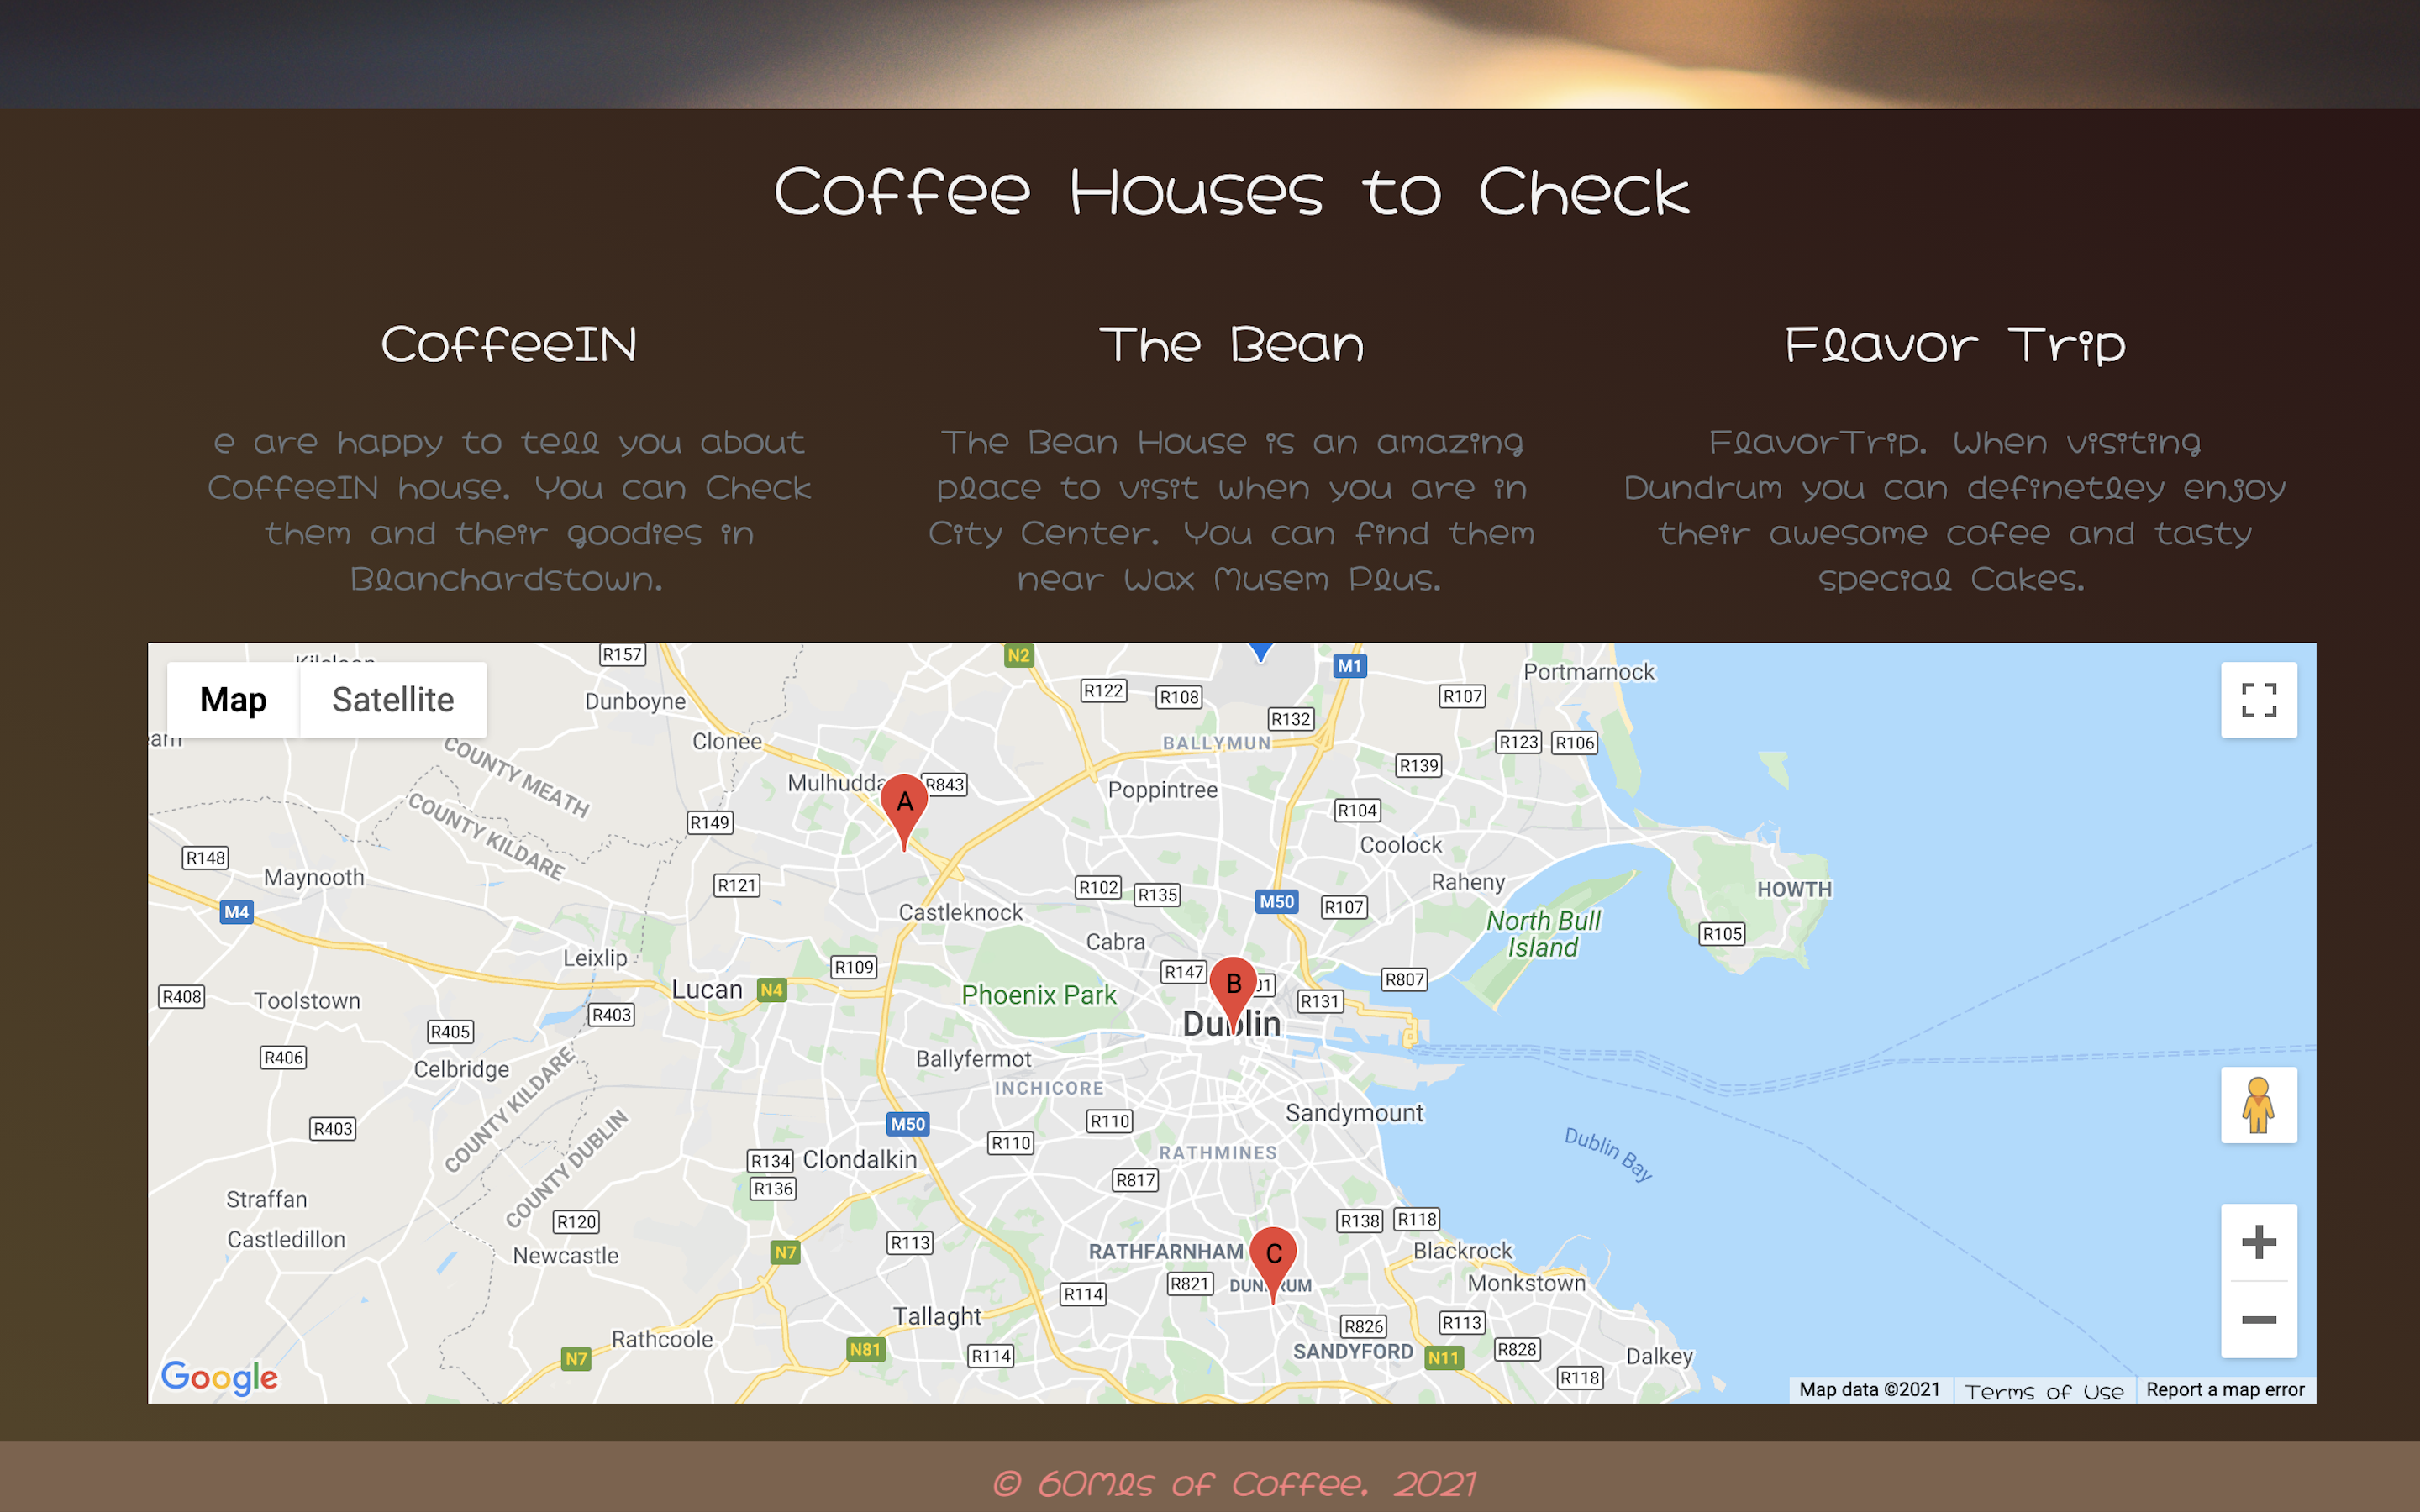 Coffee Houses to Check
CoffeeIN
The Bean
Flavor Trip
e are happy to tell you about
CoffeeIN house. You can Check
them and their goodies in
Blanchardstown.
The Bean House is an amazing
place to visit when you are in
City Center. You can find them
near Wax Musem Plus.
FlavorTrip. When visiting
Dundrum you can definetley enjoy
their awesome cofee and tasty
special Cakes.
Map
Satellite
R157
N2
M1
Portmarnock
Dunboyne
R122
R108
R107
R132
Clonee
BALLYMUN
R123
R106
COUNTY MEATH
COUNTY KILDARE
R139
A
R843
Poppintree
R149
R104
Coolock
R148
Maynooth
R121
R102
R135
Raheny
HOWTH
M4
M50
R107
Castleknock
North Bull
Island
R105
Cabra
Leixlip
R109
R147
B
R807
R408
Toolstown
Lucan
N4
Phoenix Park
R131
R403
Dublin
R405
R406
Celbridge
Ballyfermot
INCHICORE
COUNTY KILDARE
COUNTY DUBLIN
R403
M50
R110
R110
Sandymount
Dublin Bay
R134
Clondalkin
RATHMINES
R136
R817
Straffan
R120
R138
R118
Castledillon
Newcastle
N7
R113
RATHFARNHAM
C
Blackrock
R821
DUNDRUM
Monkstown
R114
Tallaght
R826
R113
Rathcoole
N7
N81
R114
SANDYFORD
N11
R828
Dalkey
R118
Google
Map data ©2021
Terms of Use
Report a map error
© 60Mls of Coffee. 2021